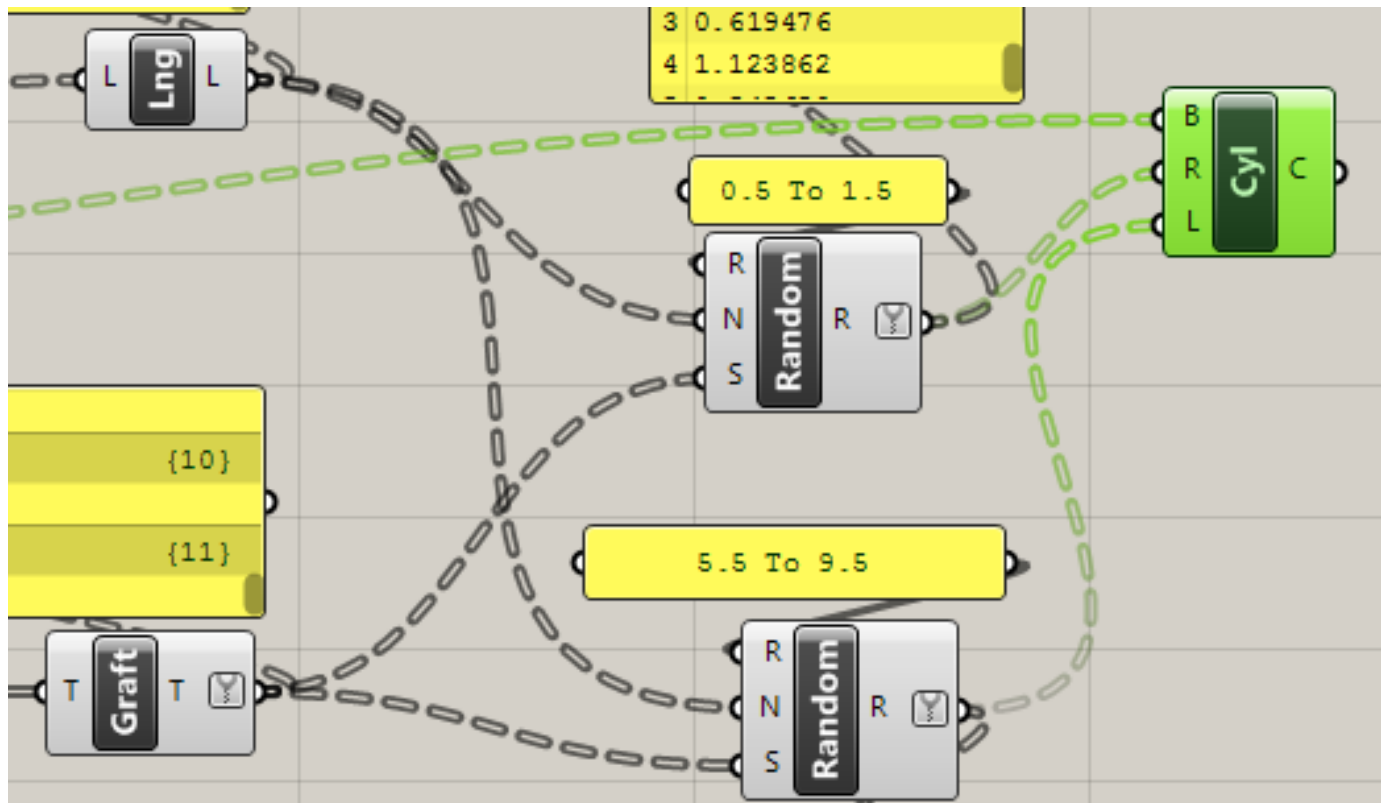 3 0.619476
4 1.123862
L Lng L
B
R Cyl C
L
0.5 To 1.5
R
N Random R
S
{10}
{11}
5.5 To 9.5
T Graft T
R
N Random R
S